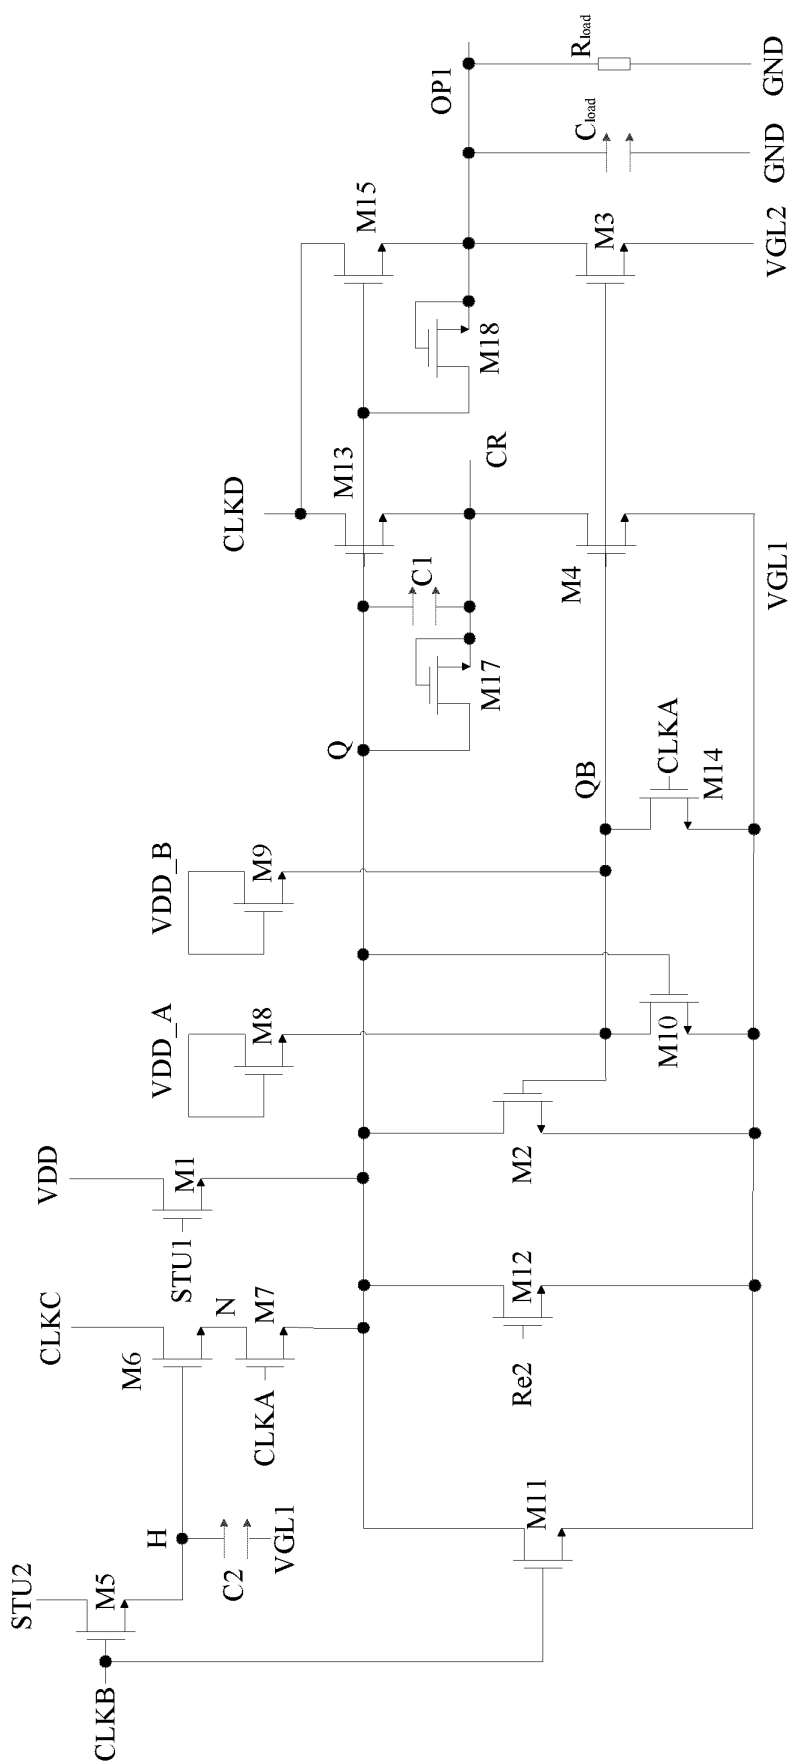 CLKB
STU2
M5
H
C2
VGL1
CLKC
M6
N
CLKA
M7
VDD
STU1
M1
VDD_A
M8
VDD_B
M9
M11
Re2
M12
M2
M10
QB
CLKA
M14
Q
M17
C1
CLKD
M13
CR
M4
VGL1
M18
M15
M3
VGL2
OP1
Cload
GND
Rload
GND